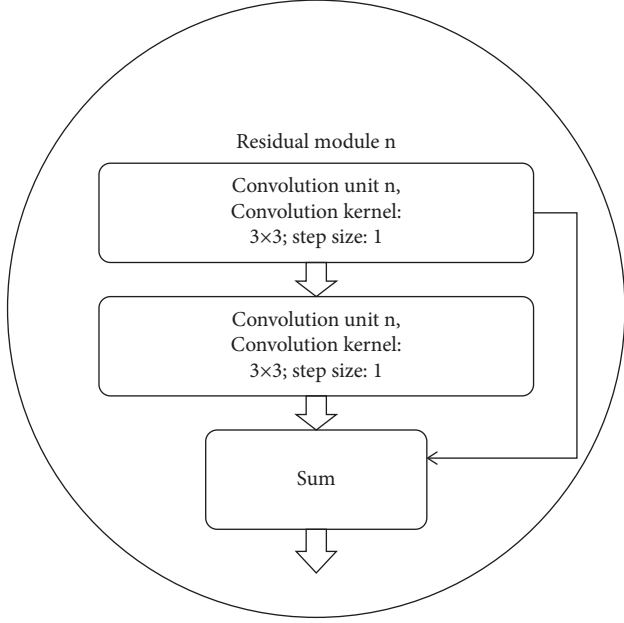 Residual module n
Convolution unit n,
Convolution kernel:
3×3; step size: 1
Convolution unit n,
Convolution kernel:
3×3; step size: 1
Sum